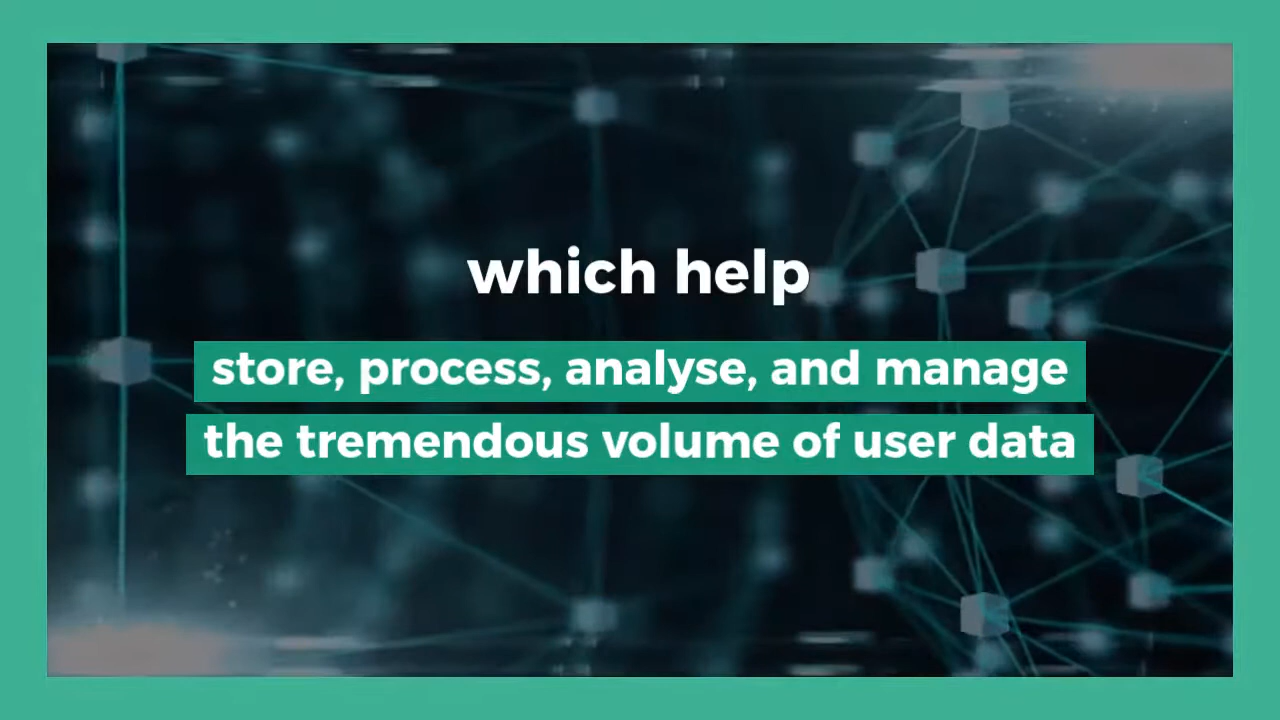 which help
store, process, analyse, and manage
the tremendous volume of user data